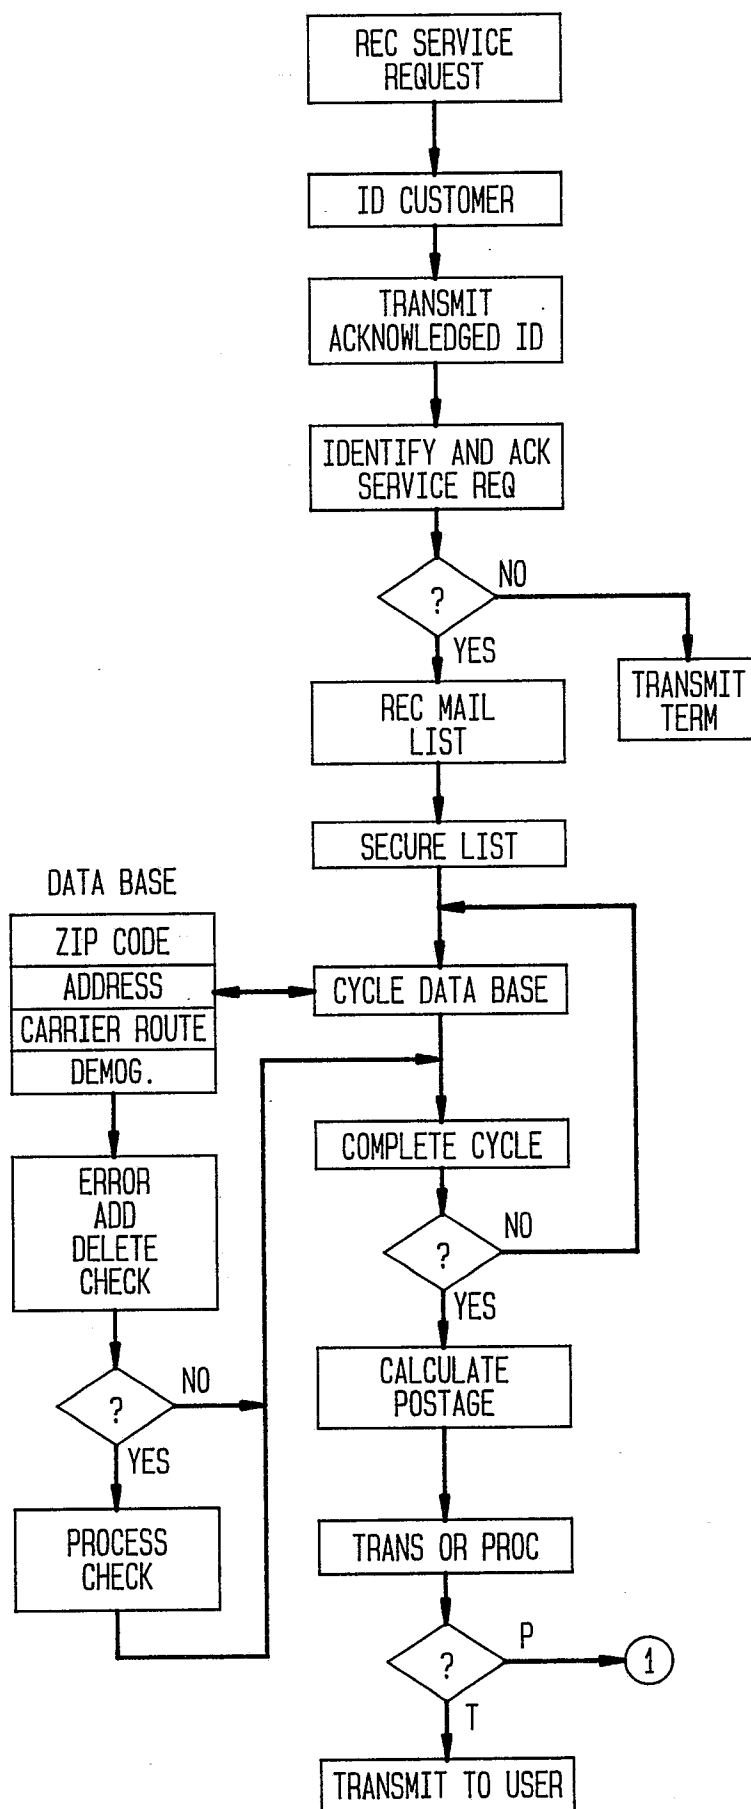 REC SERVICE
REQUEST
ID CUSTOMER
TRANSMIT
ACKNOWLEDGED ID
IDENTIFY AND ACK
SERVICE REQ
?
NO
YES
TRANSMIT
TERM
REC MAIL
LIST
SECURE LIST
DATA BASE
ZIP CODE
ADDRESS
CARRIER ROUTE
DEMOG.
CYCLE DATA BASE
COMPLETE CYCLE
ERROR
ADD
DELETE
CHECK
?
NO
YES
CALCULATE
POSTAGE
?
NO
YES
PROCESS
CHECK
TRANS OR PROC
?
P
1
T
TRANSMIT TO USER